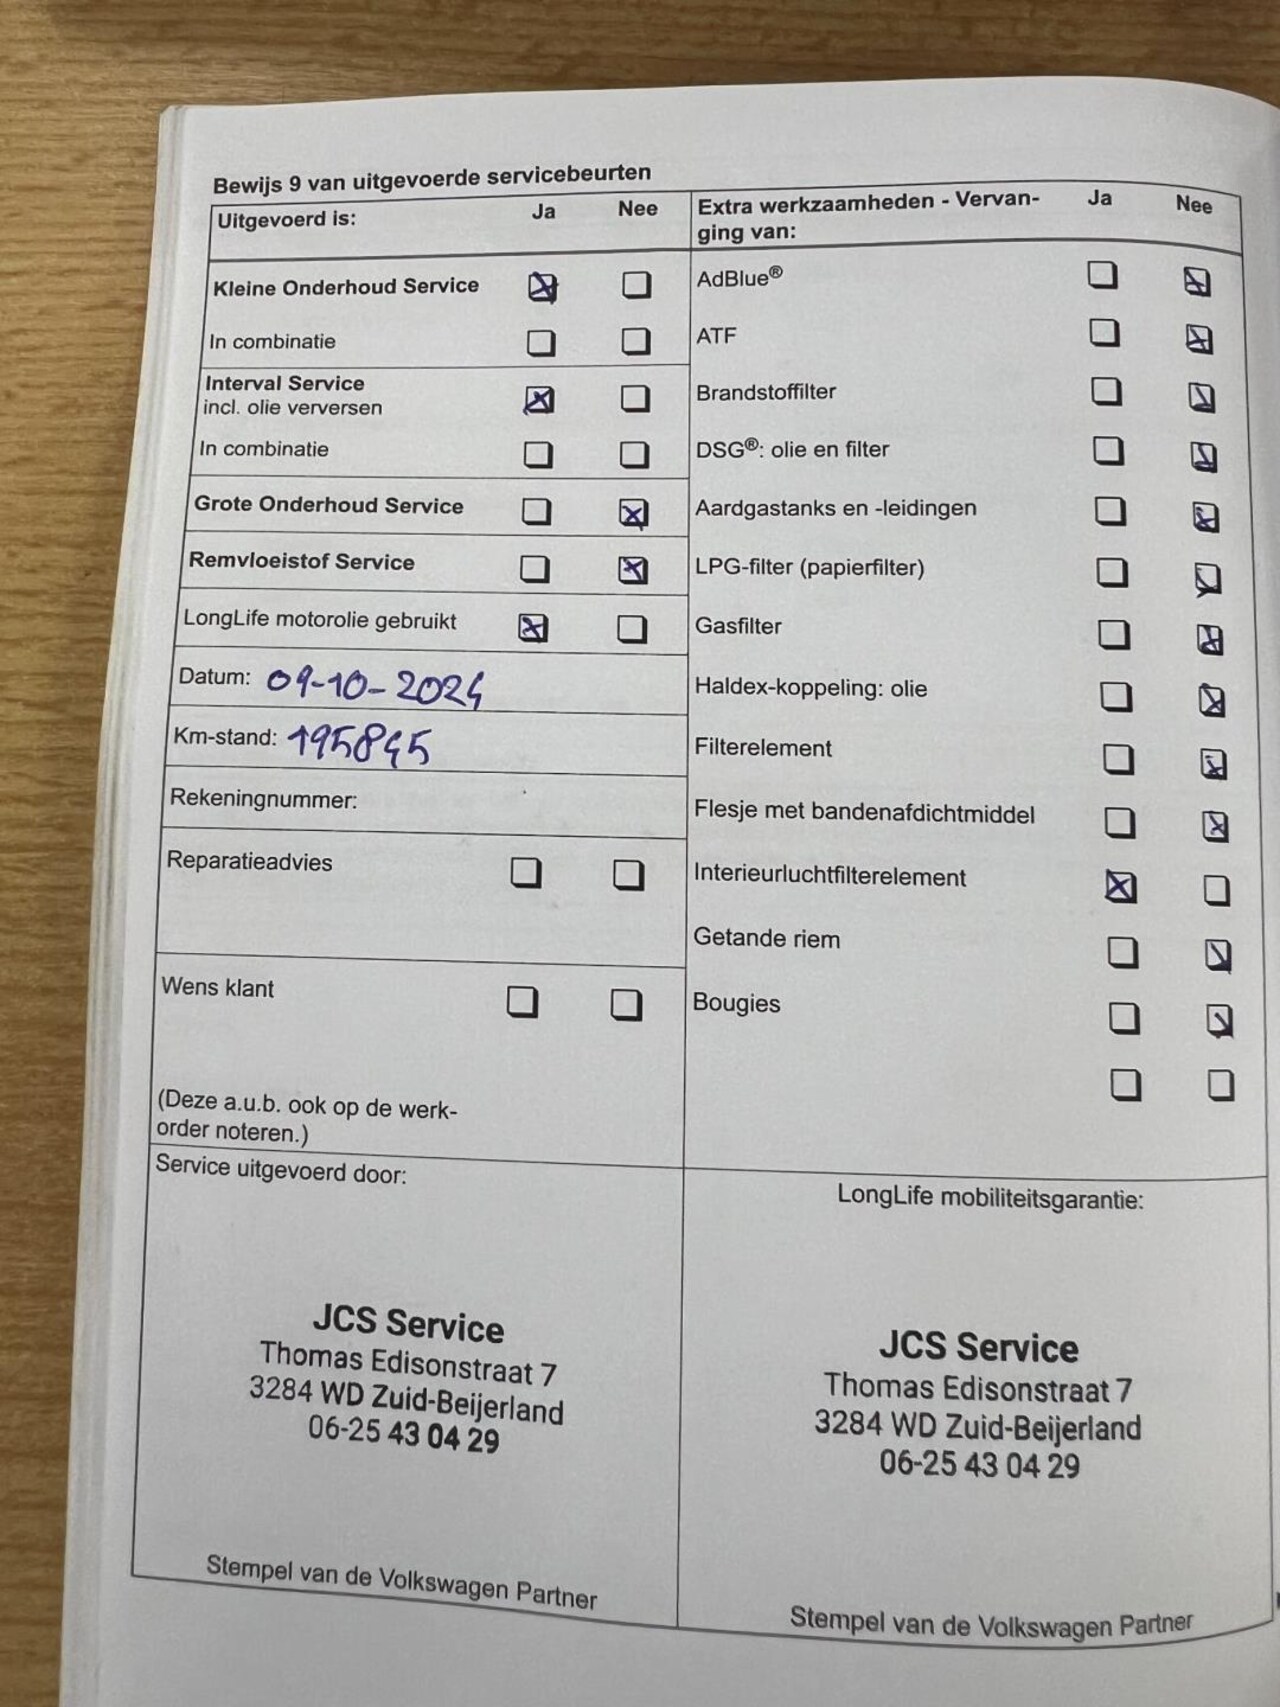 Bewijs 9 van uitgevoerde servicebeurten
Uitgevoerd is: Ja Nee
Kleine Onderhoud Service
In combinatie
Interval Service
incl. olie verversen
In combinatie
Grote Onderhoud Service
Remvloeistof Service
LongLife motorolie gebruikt
Datum: 09-10-2024
Km-stand: 195845
Rekeningnummer:
Reparatieadvies
Wens klant
(Deze a.u.b. ook op de werk-
order noteren.)
Service uitgevoerd door:
JCS Service
Thomas Edisonstraat 7
3284 WD Zuid-Beijerland
06-25 43 04 29
Stempel van de Volkswagen Partner
Extra werkzaamheden - Vervan- Ja Nee
ging van:
AdBlue®
ATF
Brandstoffilter
DSG®: olie en filter
Aardgastanks en -leidingen
LPG-filter (papierfilter)
Gasfilter
Haldex-koppeling: olie
Filterelement
Flesje met bandenafdichtmiddel
Interieurluchtfilterelement
Getande riem
Bougies
LongLife mobiliteitsgarantie:
JCS Service
Thomas Edisonstraat 7
3284 WD Zuid-Beijerland
06-25 43 04 29
Stempel van de Volkswagen Partner